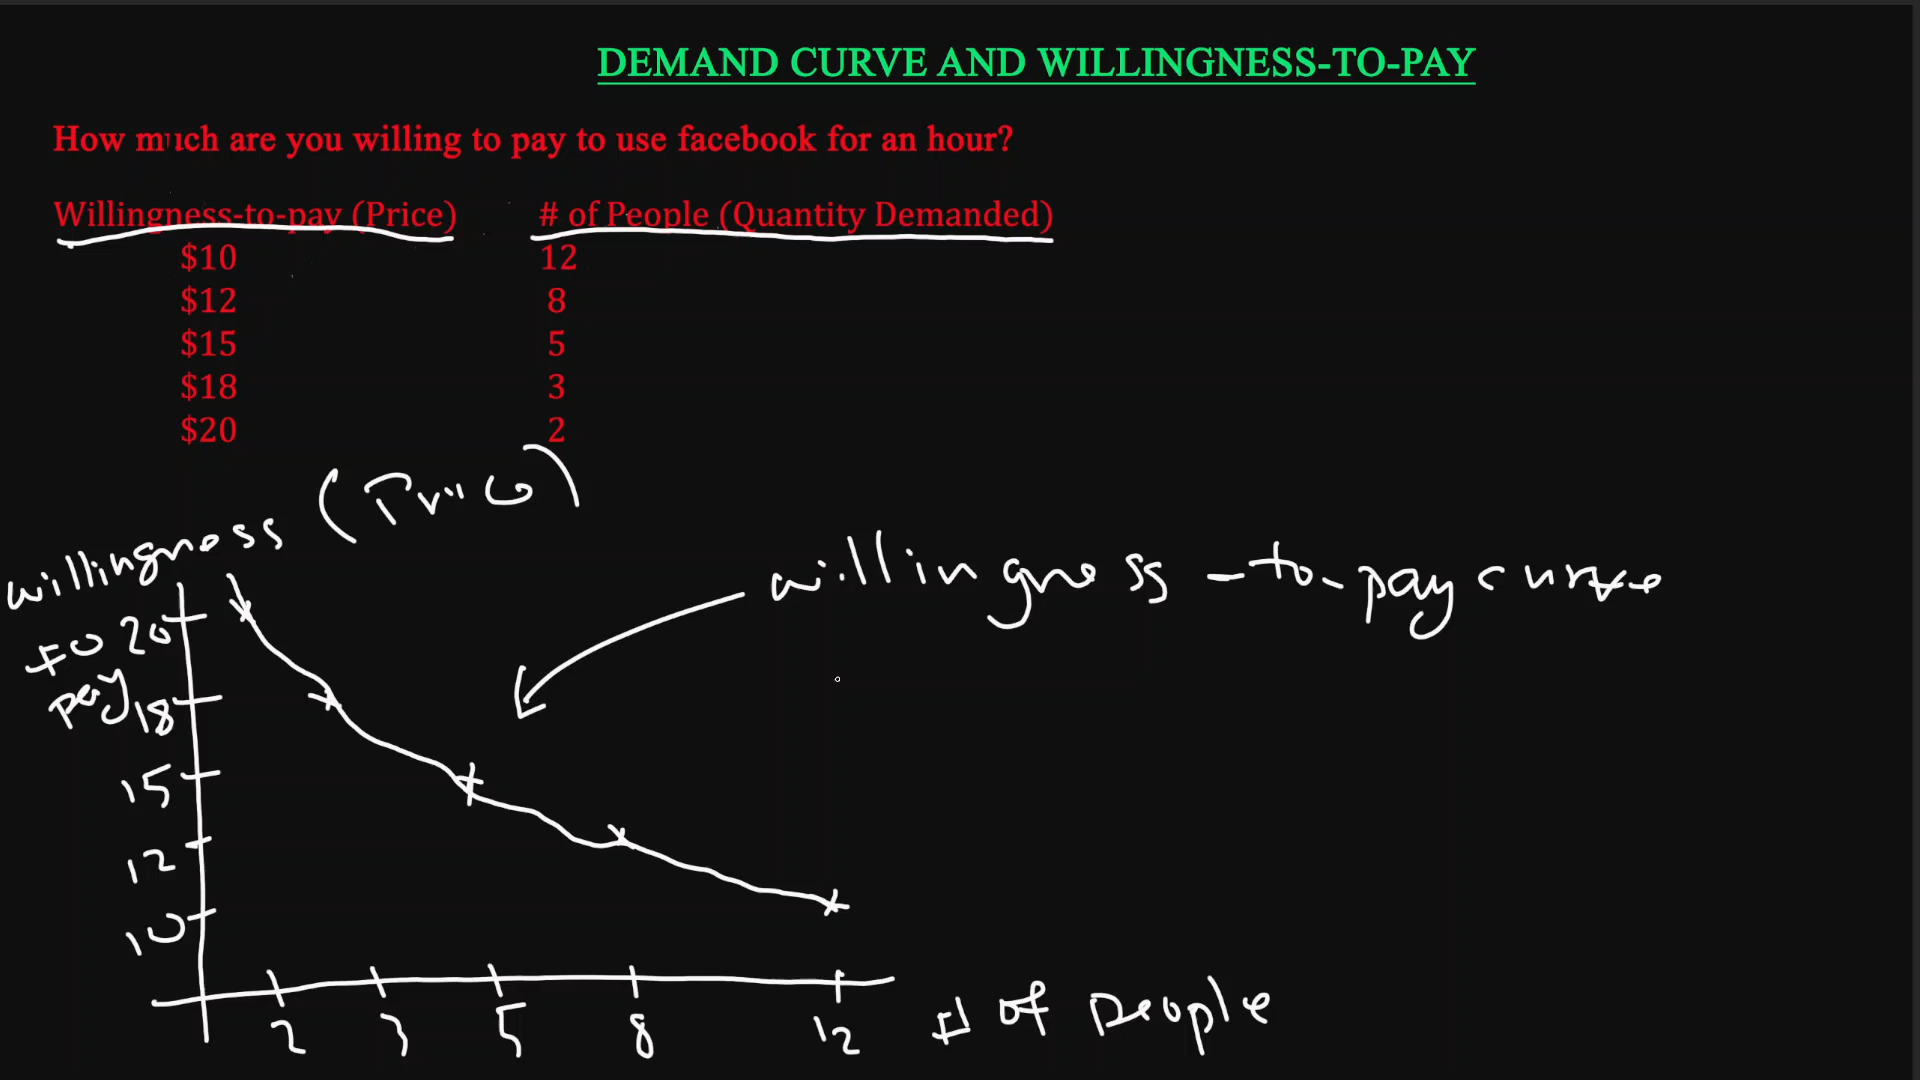 DEMAND CURVE AND WILLINGNESS-TO-PAY
How much are you willing to pay to use facebook for an hour?
Willingness-to-pay (Price) # of People (Quantity Demanded)
$10 12
$12 8
$15 5
$18 3
$20 2
(Price)
willingness
to
pay
willingness-to-pay curve
20
18
15
12
10
2 3 5 8 12
# of People